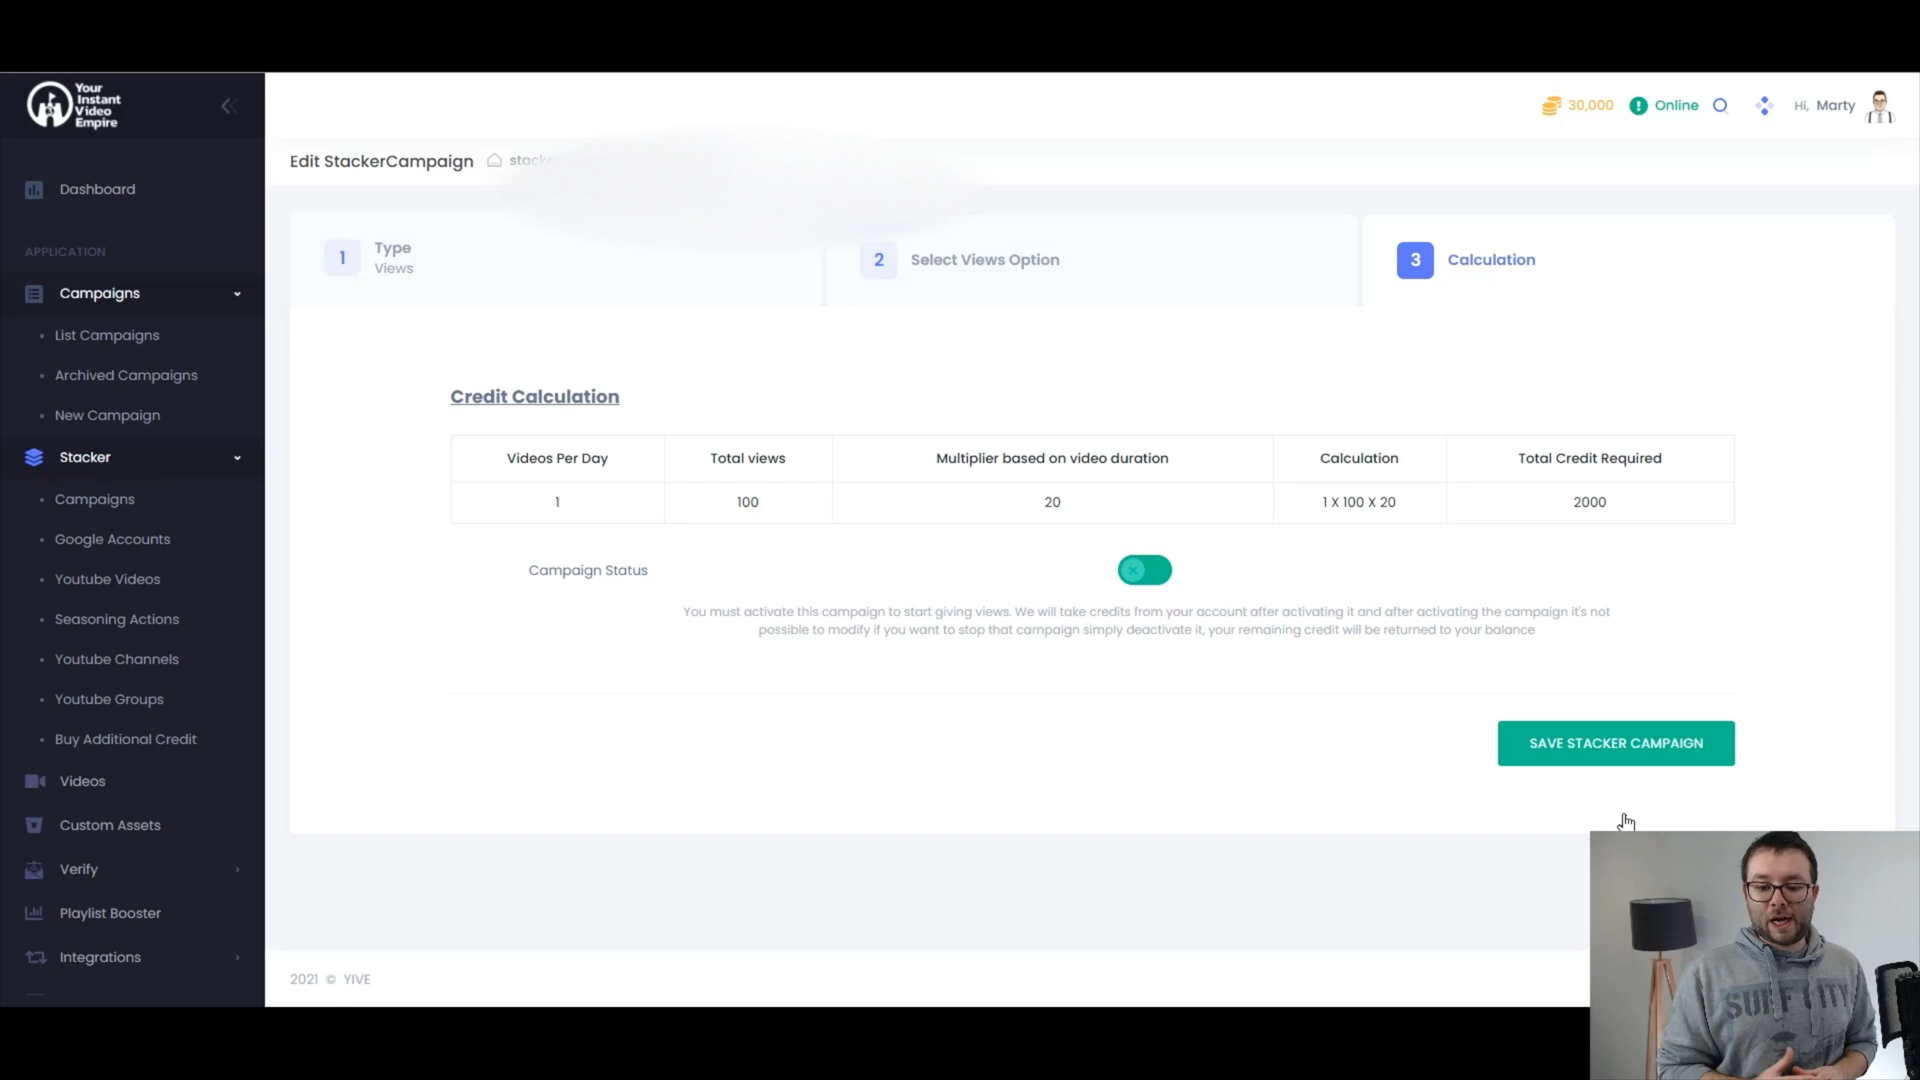 Your
Instant
Video
Empire
30,000
Online
Hi, Marty
Edit StackerCampaign
Dashboard
APPLICATION
Campaigns
List Campaigns
Archived Campaigns
New Campaign
Stacker
Campaigns
Google Accounts
Youtube Videos
Seasoning Actions
Youtube Channels
Youtube Groups
Buy Additional Credit
Videos
Custom Assets
Verify
Playlist Booster
Integrations
1 Type
Views
2 Select Views Option
3 Calculation
Credit Calculation
Videos Per Day Total views Multiplier based on video duration Calculation Total Credit Required
1 100 20 1 X 100 X 20 2000
Campaign Status
You must activate this campaign to start giving views. We will take credits from your account after activating it and after activating the campaign it's not
possible to modify if you want to stop that campaign simply deactivate it, your remaining credit will be returned to your balance
SAVE STACKER CAMPAIGN
2021 © YIVE